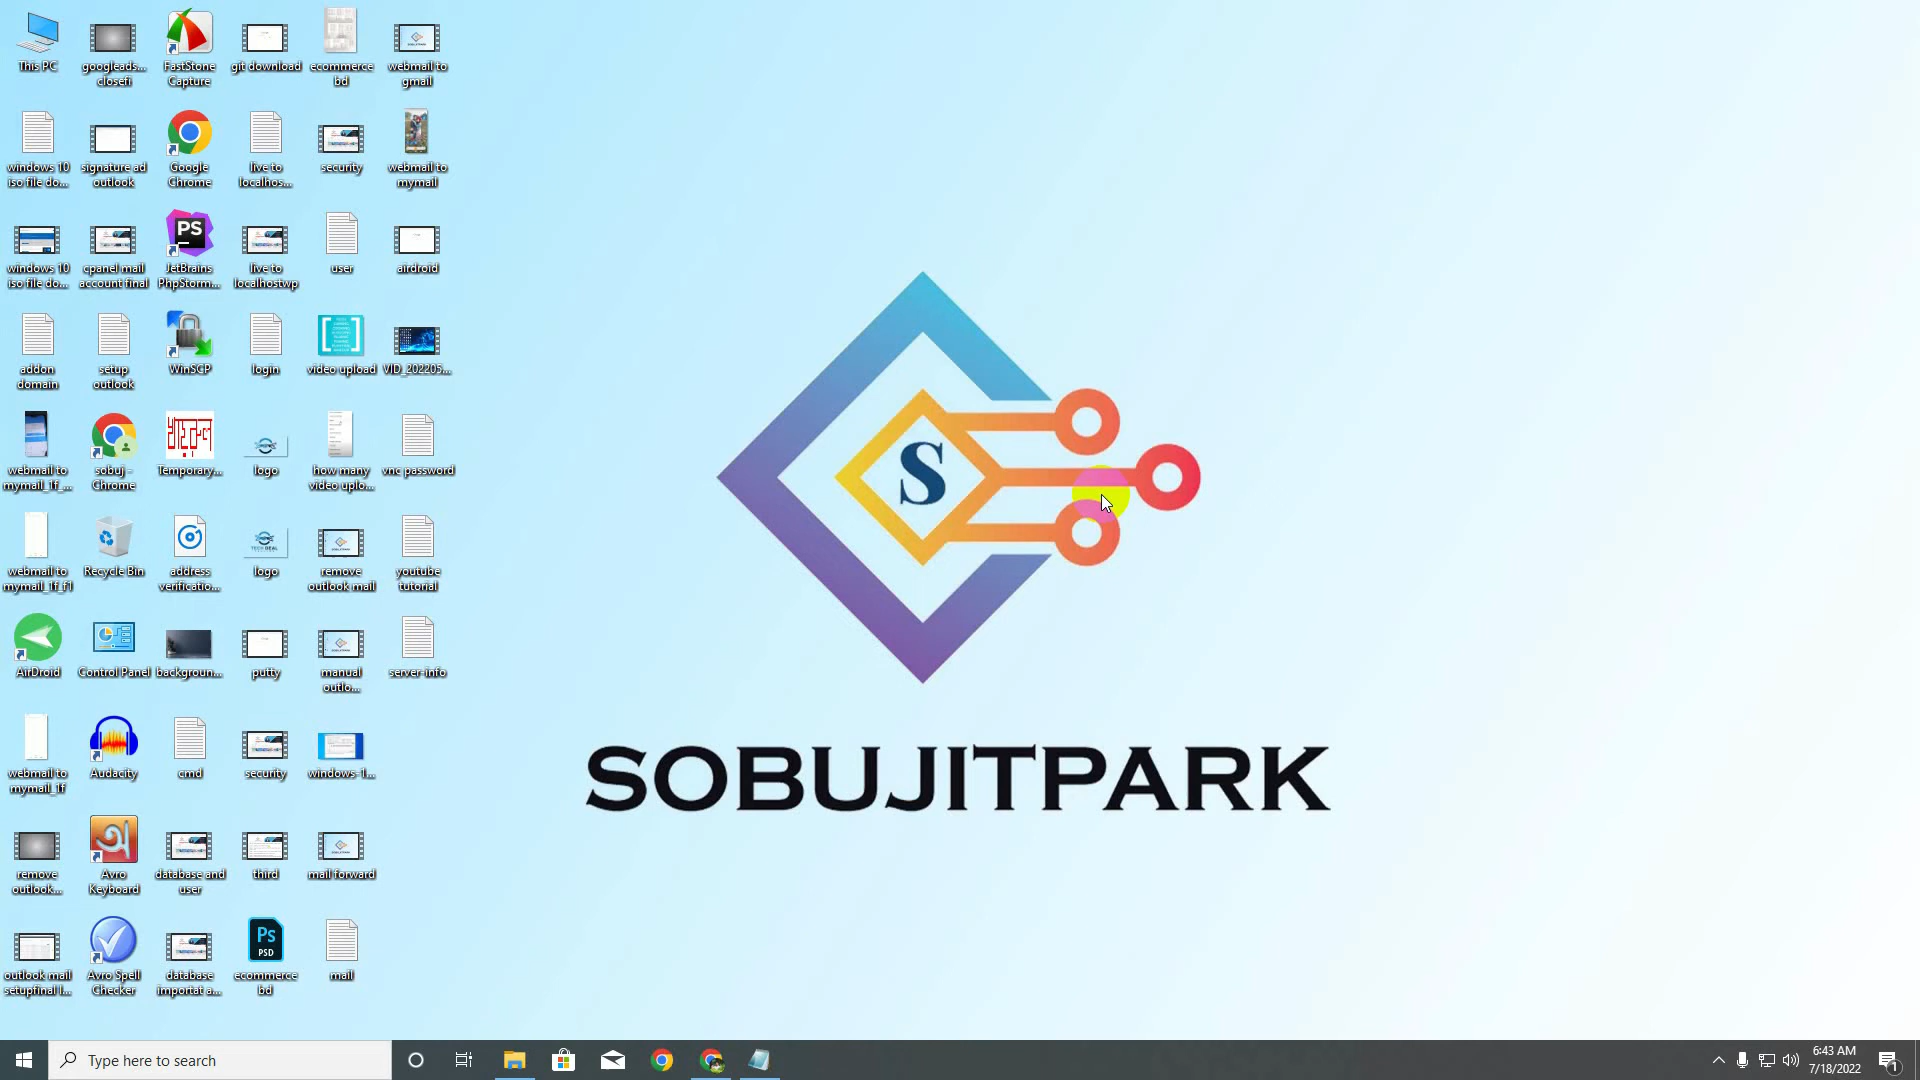 This PC
googleads...
closefi
FastStone
Capture
git download
ecommerce
bd
webmail to
gmail
windows 10
iso file do...
signature ad
outlook
Google
Chrome
live to
localhos...
security
webmail to
mymail
windows 10
iso file do...
cpanel mail
account final
PS
JetBrains
PhpStorm...
live to
localhostwp
user
airdroid
addon
domain
setup
outlook
WinSCP
login
video upload
VID_202205...
webmail to
mymail_1f_...
sobuj -
Chrome
Temporary...
logo
how many
video uplo...
vnc password
webmail to
mymail_1f_f1
Recycle Bin
address
verificatio...
logo
remove
outlook mail
youtube
tutorial
AirDroid
Control Panel
backgroun...
putty
manual
outlo...
server-info
webmail to
mymail_1f
Audacity
cmd
security
windows-1...
remove
outlook...
অ
Avro
Keyboard
database and
user
third
mail forward
outlook mail
setupfinal l...
Avro Spell
Checker
database
importat a...
Ps
PSD
ecommerce
bd
mail
S
SOBUJITPARK
Type here to search
6:43 AM
7/18/2022
1